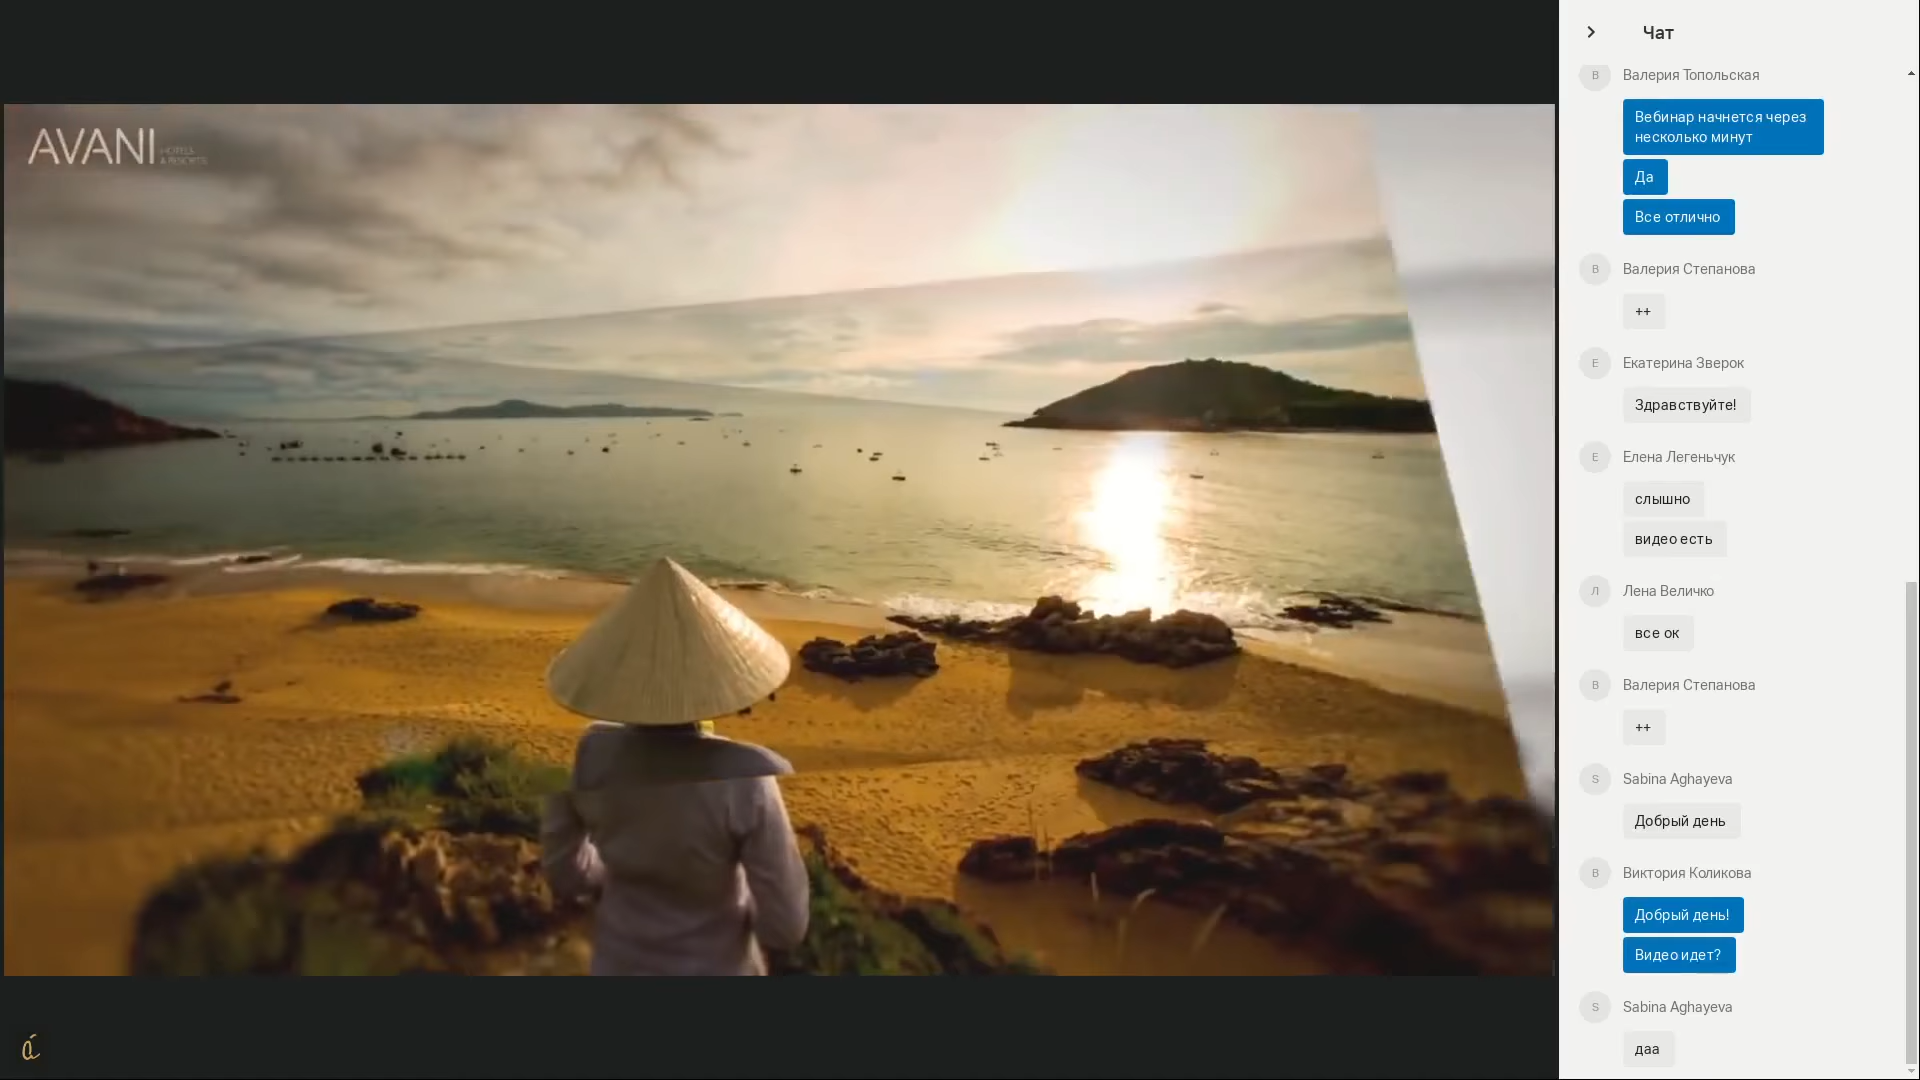 AVANI
HOTELS
& RESORTS
á
Чат
В
Валерия Топольская
Вебинар начнется через
несколько минут
Да
Все отлично
В
Валерия Степанова
++
Е
Екатерина Зверок
Здравствуйте!
Е
Елена Легеньчук
слышно
видео есть
Л
Лена Величко
все ок
В
Валерия Степанова
++
S
Sabina Aghayeva
Добрый день
В
Виктория Коликова
Добрый день!
Видео идет?
S
Sabina Aghayeva
даа